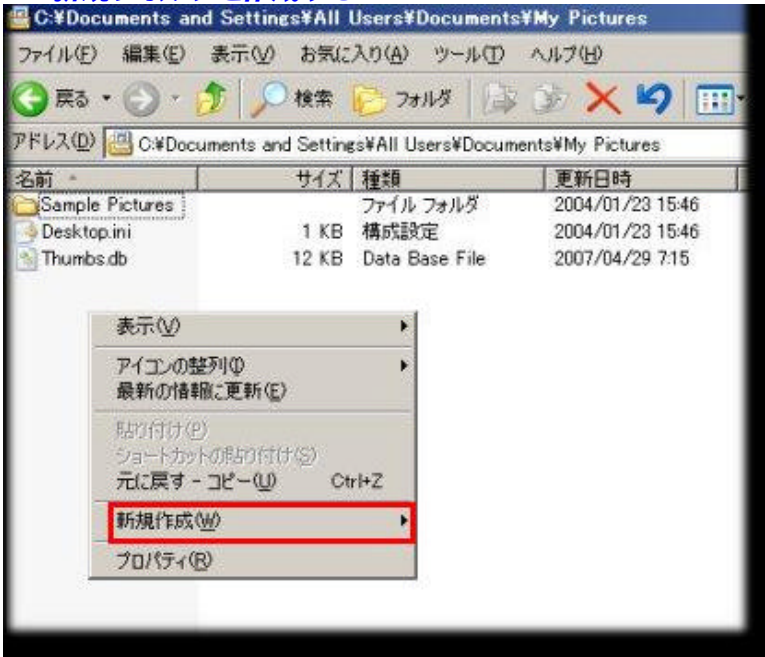 C:¥Documents and Settings¥All Users¥Documents¥My Pictures
ファイル(F) 編集(E) 表示(V) お気に入り(A) ツール(T) ヘルプ(H)
戻る 検索 フォルダ
アドレス(D) C:¥Documents and Settings¥All Users¥Documents¥My Pictures
名前 サイズ 種類 更新日時
Sample Pictures ファイル フォルダ 2004/01/23 15:46
Desktop.ini 1 KB 構成設定 2004/01/23 15:46
Thumbs.db 12 KB Data Base File 2007/04/29 7:15
表示(V)
アイコンの整列(I)
最新の情報に更新(E)
貼り付け(P)
ショートカットの貼り付け(S)
元に戻す - コピー(U) Ctrl+Z
新規作成(W)
プロパティ(R)